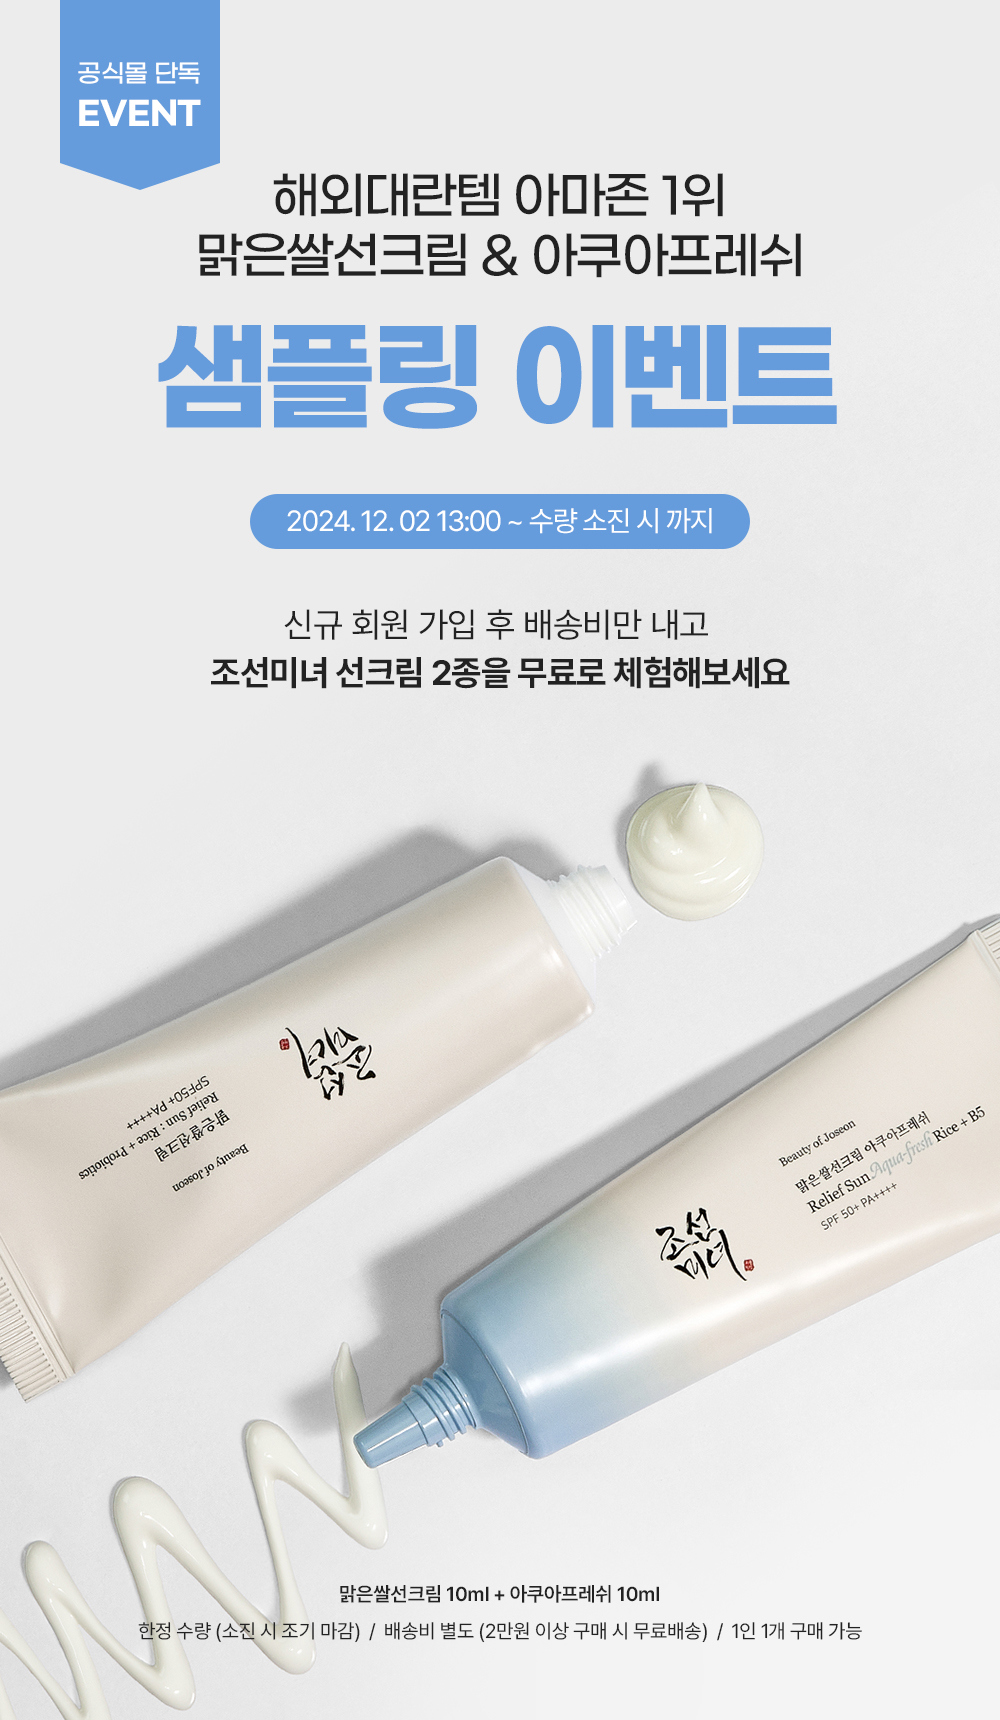 공식몰 단독
EVENT
해외대란템 아마존 1위
맑은쌀선크림 & 아쿠아프레쉬
샘플링 이벤트
2024. 12. 02 13:00 ~ 수량 소진 시 까지
신규 회원 가입 후 배송비만 내고
조선미녀 선크림 2종을 무료로 체험해보세요
조선
미녀
Beauty of Joseon
맑은쌀선크림
Relief Sun : Rice + Probiotics
SPF50+ PA++++
Beauty of Joseon
맑은쌀선크림 아쿠아프레쉬
Relief Sun Aqua-fresh Rice + B5
SPF 50+ PA++++
조선
미녀
맑은쌀선크림 10ml + 아쿠아프레쉬 10ml
한정 수량 (소진 시 조기 마감) / 배송비 별도 (2만원 이상 구매 시 무료배송) / 1인 1개 구매 가능